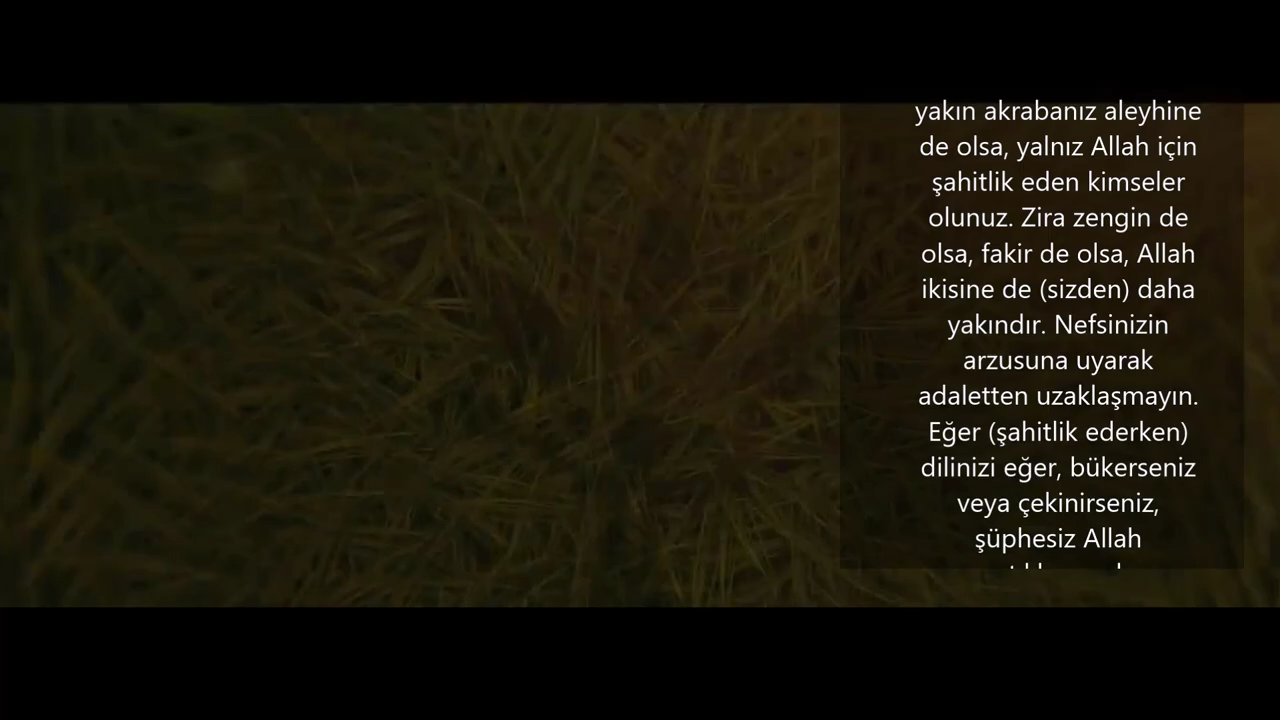 yakın akrabanız aleyhine
de olsa, yalnız Allah için
şahitlik eden kimseler
olunuz. Zira zengin de
olsa, fakir de olsa, Allah
ikisine de (sizden) daha
yakındır. Nefsinizin
arzusuna uyarak
adaletten uzaklaşmayın.
Eğer (şahitlik ederken)
dilinizi eğer, bükerseniz
veya çekinirseniz,
şüphesiz Allah